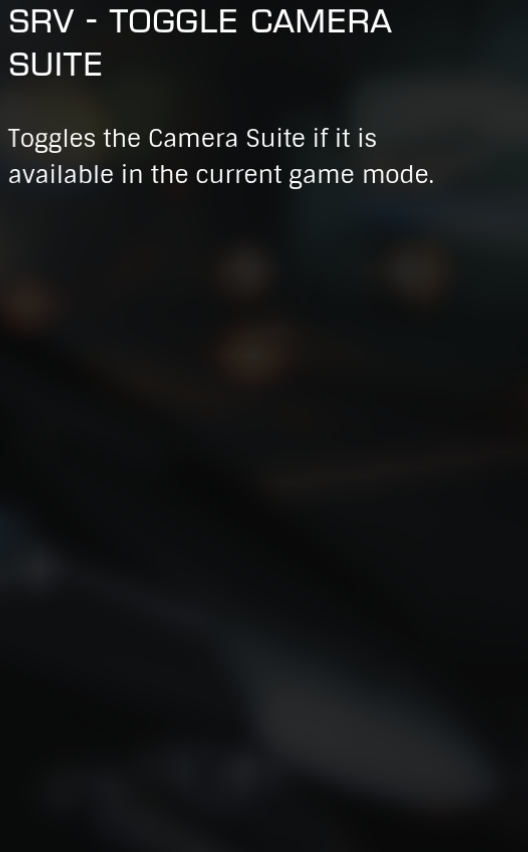 SRV - TOGGLE CAMERA
SUITE
Toggles the Camera Suite if it is
available in the current game mode.